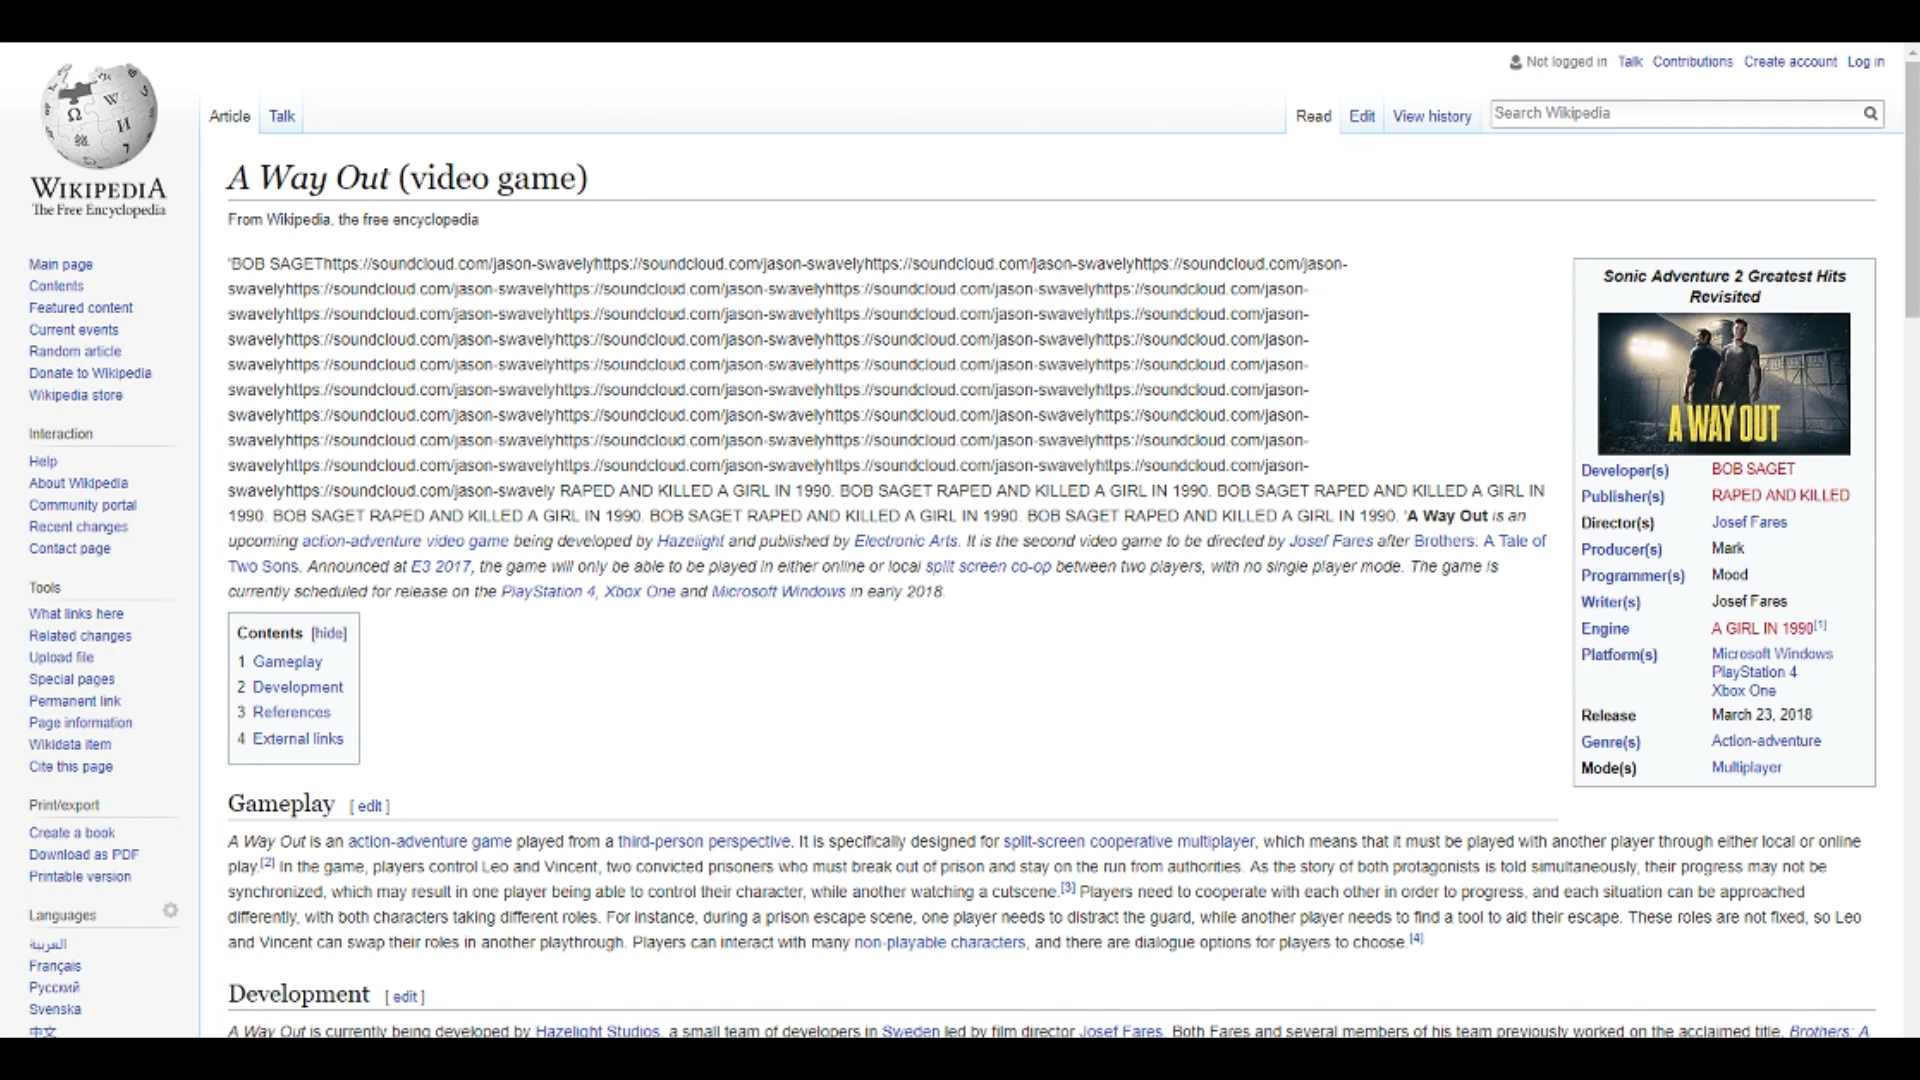 Not logged in Talk Contributions Create account Log in
Article Talk Read Edit View history Search Wikipedia
WIKIPEDIA
The Free Encyclopedia
Main page
Contents
Featured content
Current events
Random article
Donate to Wikipedia
Wikipedia store
Interaction
Help
About Wikipedia
Community portal
Recent changes
Contact page
Tools
What links here
Related changes
Upload file
Special pages
Permanent link
Page information
Wikidata item
Cite this page
Print/export
Create a book
Download as PDF
Printable version
Languages
العربية
Français
Русский
Svenska
中文
A Way Out (video game)
From Wikipedia, the free encyclopedia
'BOB SAGEThttps://soundcloud.com/jason-swavelyhttps://soundcloud.com/jason-swavelyhttps://soundcloud.com/jason-swavelyhttps://soundcloud.com/jason-
swavelyhttps://soundcloud.com/jason-swavelyhttps://soundcloud.com/jason-swavelyhttps://soundcloud.com/jason-swavelyhttps://soundcloud.com/jason-
swavelyhttps://soundcloud.com/jason-swavelyhttps://soundcloud.com/jason-swavelyhttps://soundcloud.com/jason-swavelyhttps://soundcloud.com/jason-
swavelyhttps://soundcloud.com/jason-swavelyhttps://soundcloud.com/jason-swavelyhttps://soundcloud.com/jason-swavelyhttps://soundcloud.com/jason-
swavelyhttps://soundcloud.com/jason-swavelyhttps://soundcloud.com/jason-swavelyhttps://soundcloud.com/jason-swavelyhttps://soundcloud.com/jason-
swavelyhttps://soundcloud.com/jason-swavelyhttps://soundcloud.com/jason-swavelyhttps://soundcloud.com/jason-swavelyhttps://soundcloud.com/jason-
swavelyhttps://soundcloud.com/jason-swavelyhttps://soundcloud.com/jason-swavelyhttps://soundcloud.com/jason-swavelyhttps://soundcloud.com/jason-
swavelyhttps://soundcloud.com/jason-swavelyhttps://soundcloud.com/jason-swavelyhttps://soundcloud.com/jason-swavelyhttps://soundcloud.com/jason-
swavelyhttps://soundcloud.com/jason-swavelyhttps://soundcloud.com/jason-swavelyhttps://soundcloud.com/jason-swavelyhttps://soundcloud.com/jason-
swavelyhttps://soundcloud.com/jason-swavely RAPED AND KILLED A GIRL IN 1990. BOB SAGET RAPED AND KILLED A GIRL IN 1990. BOB SAGET RAPED AND KILLED A GIRL IN
1990. BOB SAGET RAPED AND KILLED A GIRL IN 1990. BOB SAGET RAPED AND KILLED A GIRL IN 1990. BOB SAGET RAPED AND KILLED A GIRL IN 1990. 'A Way Out is an
upcoming action-adventure video game being developed by Hazelight and published by Electronic Arts. It is the second video game to be directed by Josef Fares after Brothers: A Tale of
Two Sons. Announced at E3 2017, the game will only be able to be played in either online or local split screen co-op between two players, with no single player mode. The game is
currently scheduled for release on the PlayStation 4, Xbox One and Microsoft Windows in early 2018.
Sonic Adventure 2 Greatest Hits
Revisited
A WAY OUT
Developer(s) BOB SAGET
Publisher(s) RAPED AND KILLED
Director(s) Josef Fares
Producer(s) Mark
Programmer(s) Mood
Writer(s) Josef Fares
Engine A GIRL IN 1990[1]
Platform(s) Microsoft Windows
PlayStation 4
Xbox One
Release March 23, 2018
Genre(s) Action-adventure
Mode(s) Multiplayer
Contents [hide]
1 Gameplay
2 Development
3 References
4 External links
Gameplay [ edit ]
A Way Out is an action-adventure game played from a third-person perspective. It is specifically designed for split-screen cooperative multiplayer, which means that it must be played with another player through either local or online
play.[2] In the game, players control Leo and Vincent, two convicted prisoners who must break out of prison and stay on the run from authorities. As the story of both protagonists is told simultaneously, their progress may not be
synchronized, which may result in one player being able to control their character, while another watching a cutscene.[3] Players need to cooperate with each other in order to progress, and each situation can be approached
differently, with both characters taking different roles. For instance, during a prison escape scene, one player needs to distract the guard, while another player needs to find a tool to aid their escape. These roles are not fixed, so Leo
and Vincent can swap their roles in another playthrough. Players can interact with many non-playable characters, and there are dialogue options for players to choose.[4]
Development [ edit ]
A Way Out is currently being developed by Hazelight Studios, a small team of developers in Sweden led by film director Josef Fares. Both Fares and several members of his team previously worked on the acclaimed title, Brothers: A